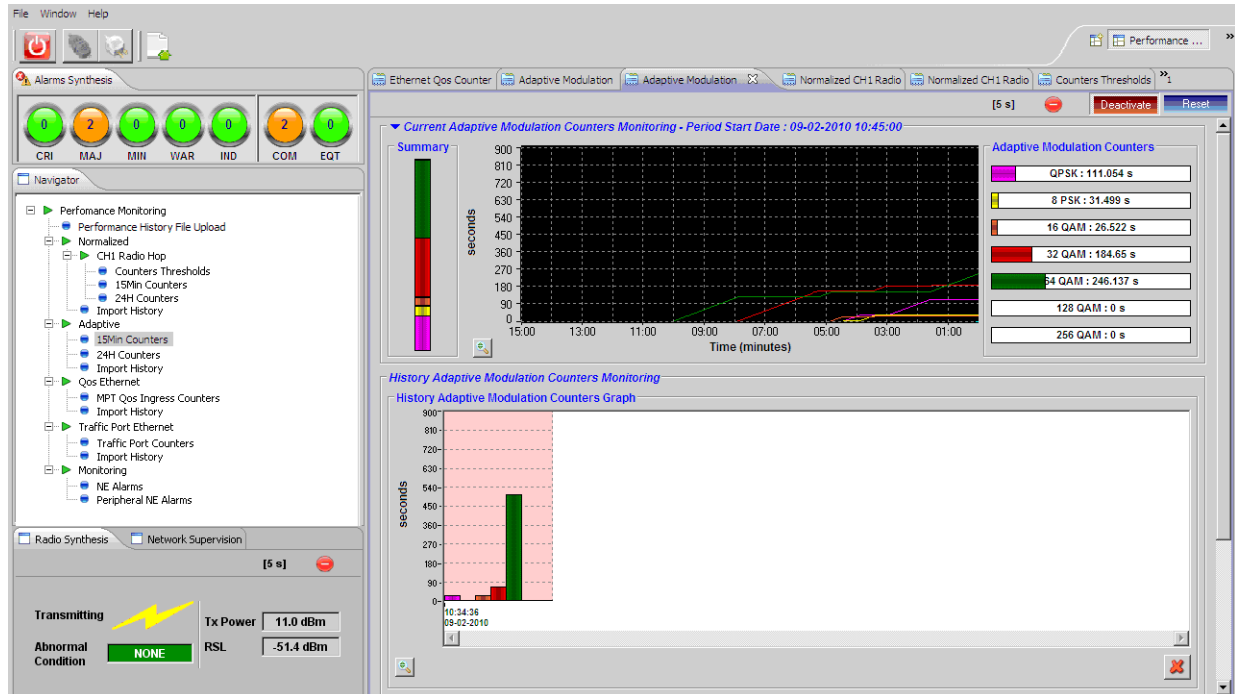 File Window Help
Performance ...
»
Alarms Synthesis
0 2 0 0 0 2 0
CRI MAJ MIN WAR IND COM EQT
Navigator
Perfomance Monitoring
Performance History File Upload
Normalized
CH1 Radio Hop
Counters Thresholds
15Min Counters
24H Counters
Import History
Adaptive
15Min Counters
24H Counters
Import History
Qos Ethernet
MPT Qos Ingress Counters
Import History
Traffic Port Ethernet
Traffic Port Counters
Import History
Monitoring
NE Alarms
Peripheral NE Alarms
Radio Synthesis Network Supervision
[5 s]
Transmitting
Tx Power 11.0 dBm
Abnormal Condition NONE
RSL -51.4 dBm
Ethernet Qos Counter Adaptive Modulation Adaptive Modulation Normalized CH1 Radio Normalized CH1 Radio Counters Thresholds »1
[5 s] Deactivate Reset
Current Adaptive Modulation Counters Monitoring - Period Start Date : 09-02-2010 10:45:00
Summary
seconds
900
810
720
630
540
450
360
270
180
90
0
15:00 13:00 11:00 09:00 07:00 05:00 03:00 01:00
Time (minutes)
Adaptive Modulation Counters
QPSK : 111.054 s
8 PSK : 31.499 s
16 QAM : 26.522 s
32 QAM : 184.65 s
64 QAM : 246.137 s
128 QAM : 0 s
256 QAM : 0 s
History Adaptive Modulation Counters Monitoring
History Adaptive Modulation Counters Graph
seconds
900
810
720
630
540
450
360
270
180
90
0
10:34:36
09-02-2010